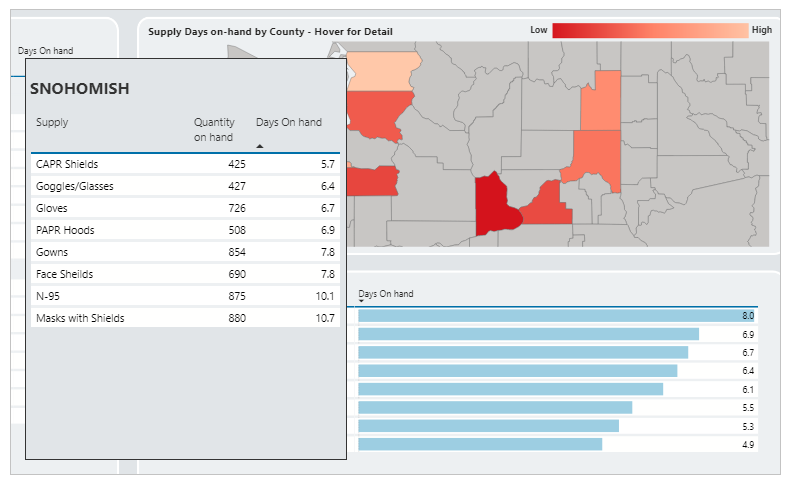 Days On hand
Supply Days on-hand by County - Hover for Detail
Low
High
SNOHOMISH
Supply
Quantity
on hand
Days On hand
CAPR Shields 425 5.7
Goggles/Glasses 427 6.4
Gloves 726 6.7
PAPR Hoods 508 6.9
Gowns 854 7.8
Face Sheilds 690 7.8
N-95 875 10.1
Masks with Shields 880 10.7
Days On hand
8.0
6.9
6.7
6.4
6.1
5.5
5.3
4.9